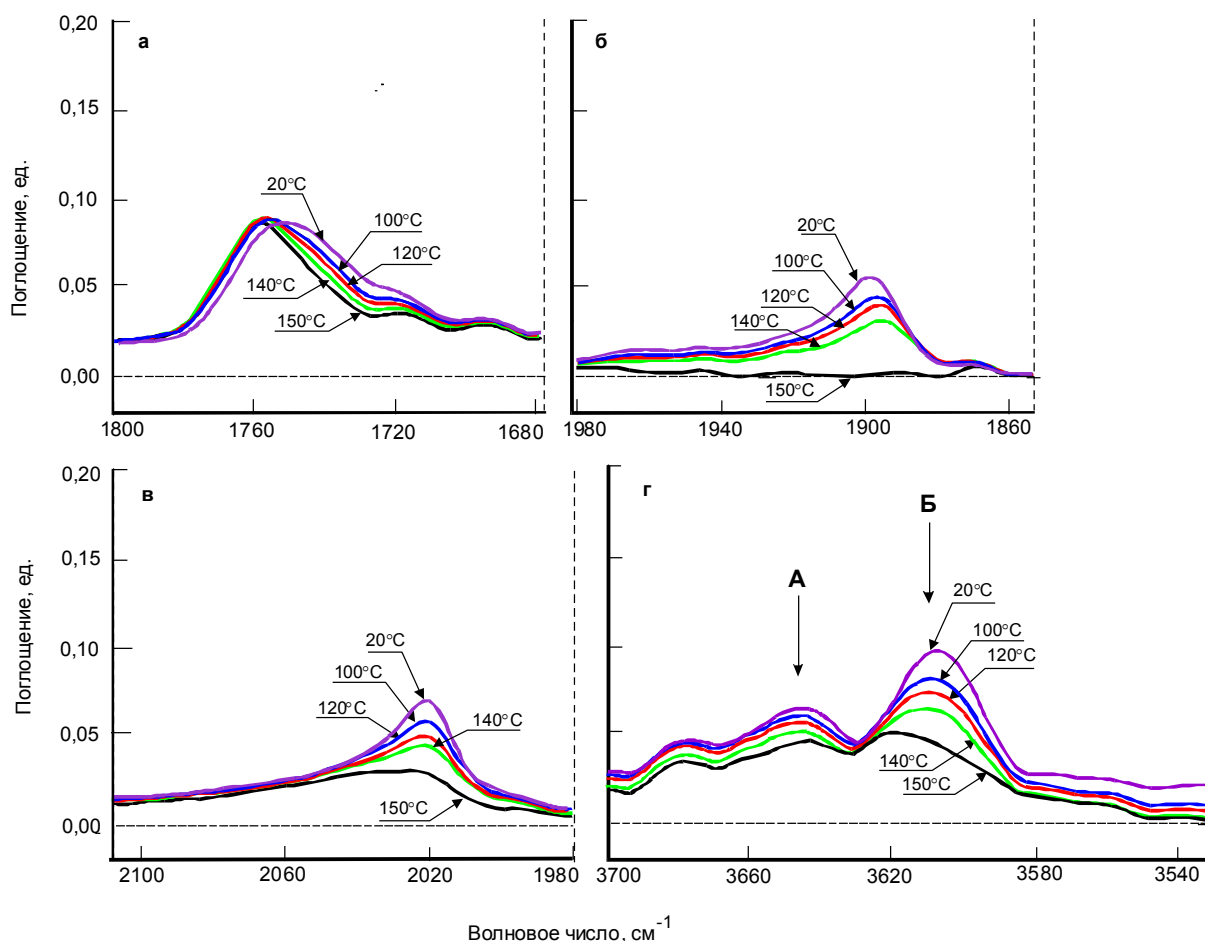 0,20
а
б
0,15
Поглощение, ед.
0,10
20°C
100°C
120°C
20°C
100°C
120°C
0,05
140°C
150°C
140°C
0,00
150°C
1800
1760
1720
1680
1980
1940
1900
1860
0,20
в
г
Б
0,15
А
Поглощение, ед.
0,10
20°C
100°C
120°C
20°C
100°C
120°C
140°C
0,05
140°C
150°C
150°C
0,00
2100
2060
2020
1980
3700
3660
3620
3580
3540
Волновое число, см⁻¹